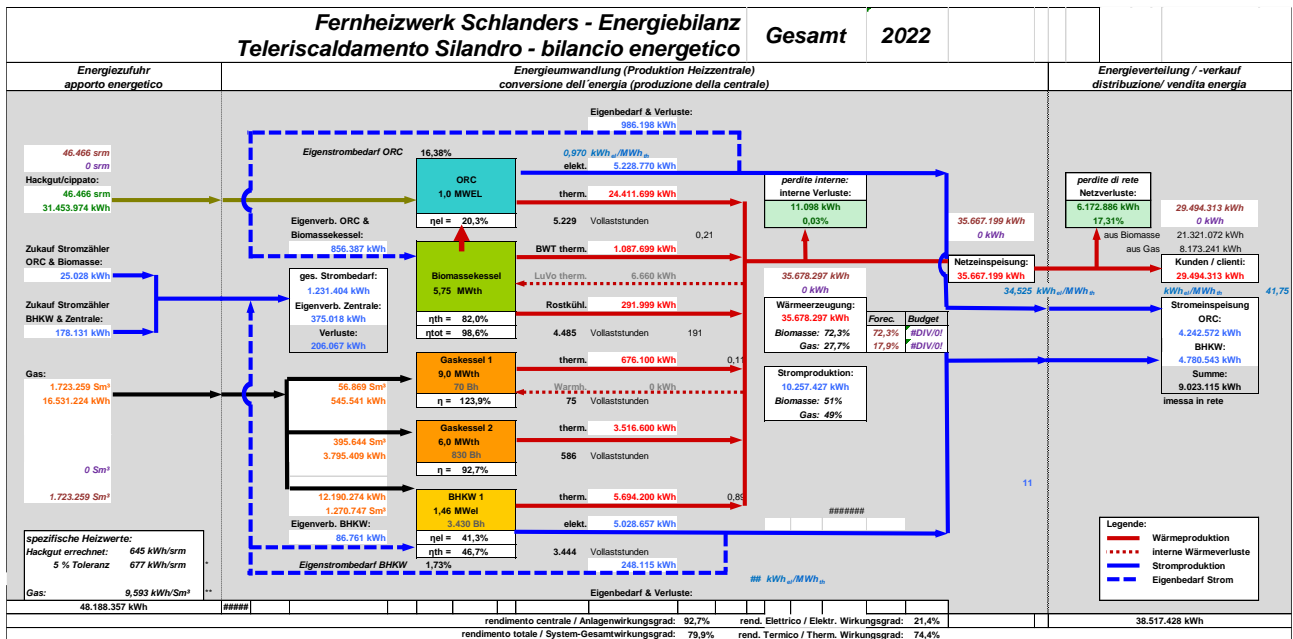 Fernheizwerk Schlanders - Energiebilanz
Teleriscaldamento Silandro - bilancio energetico
Gesamt
2022
Energiezufuhr
apporto energetico
Energieumwandlung (Produktion Heizzentrale)
conversione dell´energia (produzione della centrale)
Energieverteilung / -verkauf
distribuzione/ vendita energia
Eigenbedarf & Verluste:
986.198 kWh
46.466 srm
0 srm
Hackgut/cippato:
46.466 srm
31.453.974 kWh
Eigenstrombedarf ORC 16,38%
0,970 kWhel/MWhth
elekt. 5.228.770 kWh
ORC
1,0 MWEL
therm. 24.411.699 kWh
ηel = 20,3%
5.229 Vollaststunden
0,21
perdite interne:
interne Verluste:
11.098 kWh
0,03%
perdite di rete
Netzverluste:
6.172.886 kWh
17,31%
35.667.199 kWh
0 kWh
29.494.313 kWh
0 kWh
aus Biomasse 21.321.072 kWh
aus Gas 8.173.241 kWh
Eigenverb. ORC &
Biomassekessel:
856.387 kWh
BWT therm. 1.087.699 kWh
Zukauf Stromzähler
ORC & Biomasse:
25.028 kWh
Zukauf Stromzähler
BHKW & Zentrale:
178.131 kWh
ges. Strombedarf:
1.231.404 kWh
Eigenverb. Zentrale:
375.018 kWh
Verluste:
206.067 kWh
Biomassekessel
5,75 MWth
LuVo therm. 6.660 kWh
Rostkühl. 291.999 kWh
ηth = 82,0%
ηtot = 98,6%
4.485 Vollaststunden
191
35.678.297 kWh
0 kWh
Wärmeerzeugung:
35.678.297 kWh
Biomasse: 72,3%
Gas: 27,7%
Forec. Budget
72,3% #DIV/0!
17,9% #DIV/0!
Netzeinspeisung:
35.667.199 kWh
Kunden / clienti:
29.494.313 kWh
34,525 kWhel/MWhth
kWhel/MWhth 41,75
Stromeinspeisung
ORC:
4.242.572 kWh
BHKW:
4.780.543 kWh
Summe:
9.023.115 kWh
imessa in rete
Gas:
1.723.259 Sm³
16.531.224 kWh
56.869 Sm³
545.541 kWh
Gaskessel 1
9,0 MWth
70 Bh
η = 123,9%
therm. 676.100 kWh
0,11
Warmh. 0 kWh
75 Vollaststunden
Stromproduktion:
10.257.427 kWh
Biomasse: 51%
Gas: 49%
395.644 Sm³
3.795.409 kWh
Gaskessel 2
6,0 MWth
830 Bh
η = 92,7%
therm. 3.516.600 kWh
586 Vollaststunden
0 Sm³
1.723.259 Sm³
12.190.274 kWh
1.270.747 Sm³
Eigenverb. BHKW:
86.761 kWh
BHKW 1
1,46 MWel
3.430 Bh
ηel = 41,3%
ηth = 46,7%
therm. 5.694.200 kWh
0,89
elekt. 5.028.657 kWh
3.444 Vollaststunden
#######
11
Eigenstrombedarf BHKW 1,73%
248.115 kWh
## kWhel/MWhth
Eigenbedarf & Verluste:
spezifische Heizwerte:
Hackgut errechnet: 645 kWh/srm
5 % Toleranz 677 kWh/srm *
Gas: 9,593 kWh/Sm³ **
Legende:
Wärmeproduktion
interne Wärmeverluste
Stromproduktion
Eigenbedarf Strom
48.188.357 kWh
#####
38.517.428 kWh
rendimento centrale / Anlagenwirkungsgrad: 92,7% rend. Elettrico / Elektr. Wirkungsgrad: 21,4%
rendimento totale / System-Gesamtwirkungsgrad: 79,9% rend. Termico / Therm. Wirkungsgrad: 74,4%